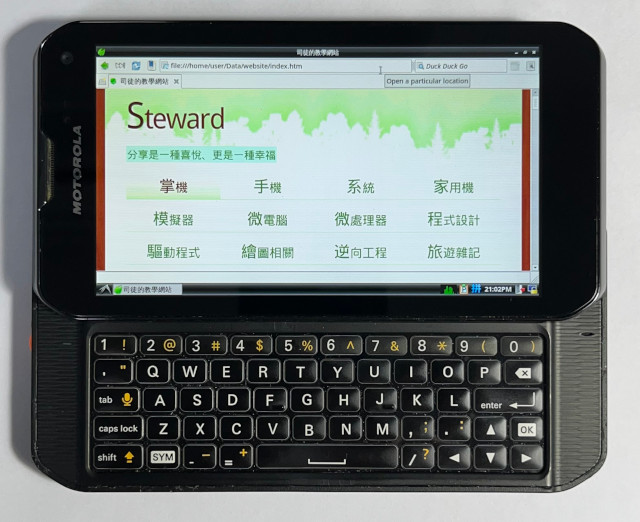 司徒的教學網站
file:///home/user/Data/website/index.htm
Duck Duck Go
司徒的教學網站
Open a particular location
Steward
分享是一種喜悅、更是一種幸福
掌機 手機 系統 家用機
模擬器 微電腦 微處理器 程式設計
驅動程式 繪圖相關 逆向工程 旅遊雜記
司徒的教學網站 拼 21:02PM
MOTOROLA
1 ! 2 @ 3 # 4 $ 5 % 6 ^ 7 & 8 * 9 ( 0 )
' " Q W E R T Y U I O P
tab A S D F G H J K L enter
caps lock Z X C V B N M , ; . : OK
shift SYM - _ = + / ?